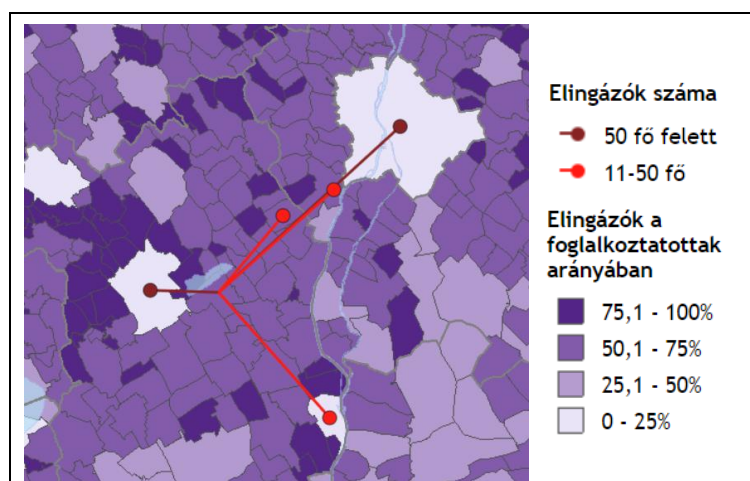 Elingázók száma
50 fő felett
11-50 fő
Elingázók a
foglalkoztatottak
arányában
75,1 - 100%
50,1 - 75%
25,1 - 50%
0 - 25%